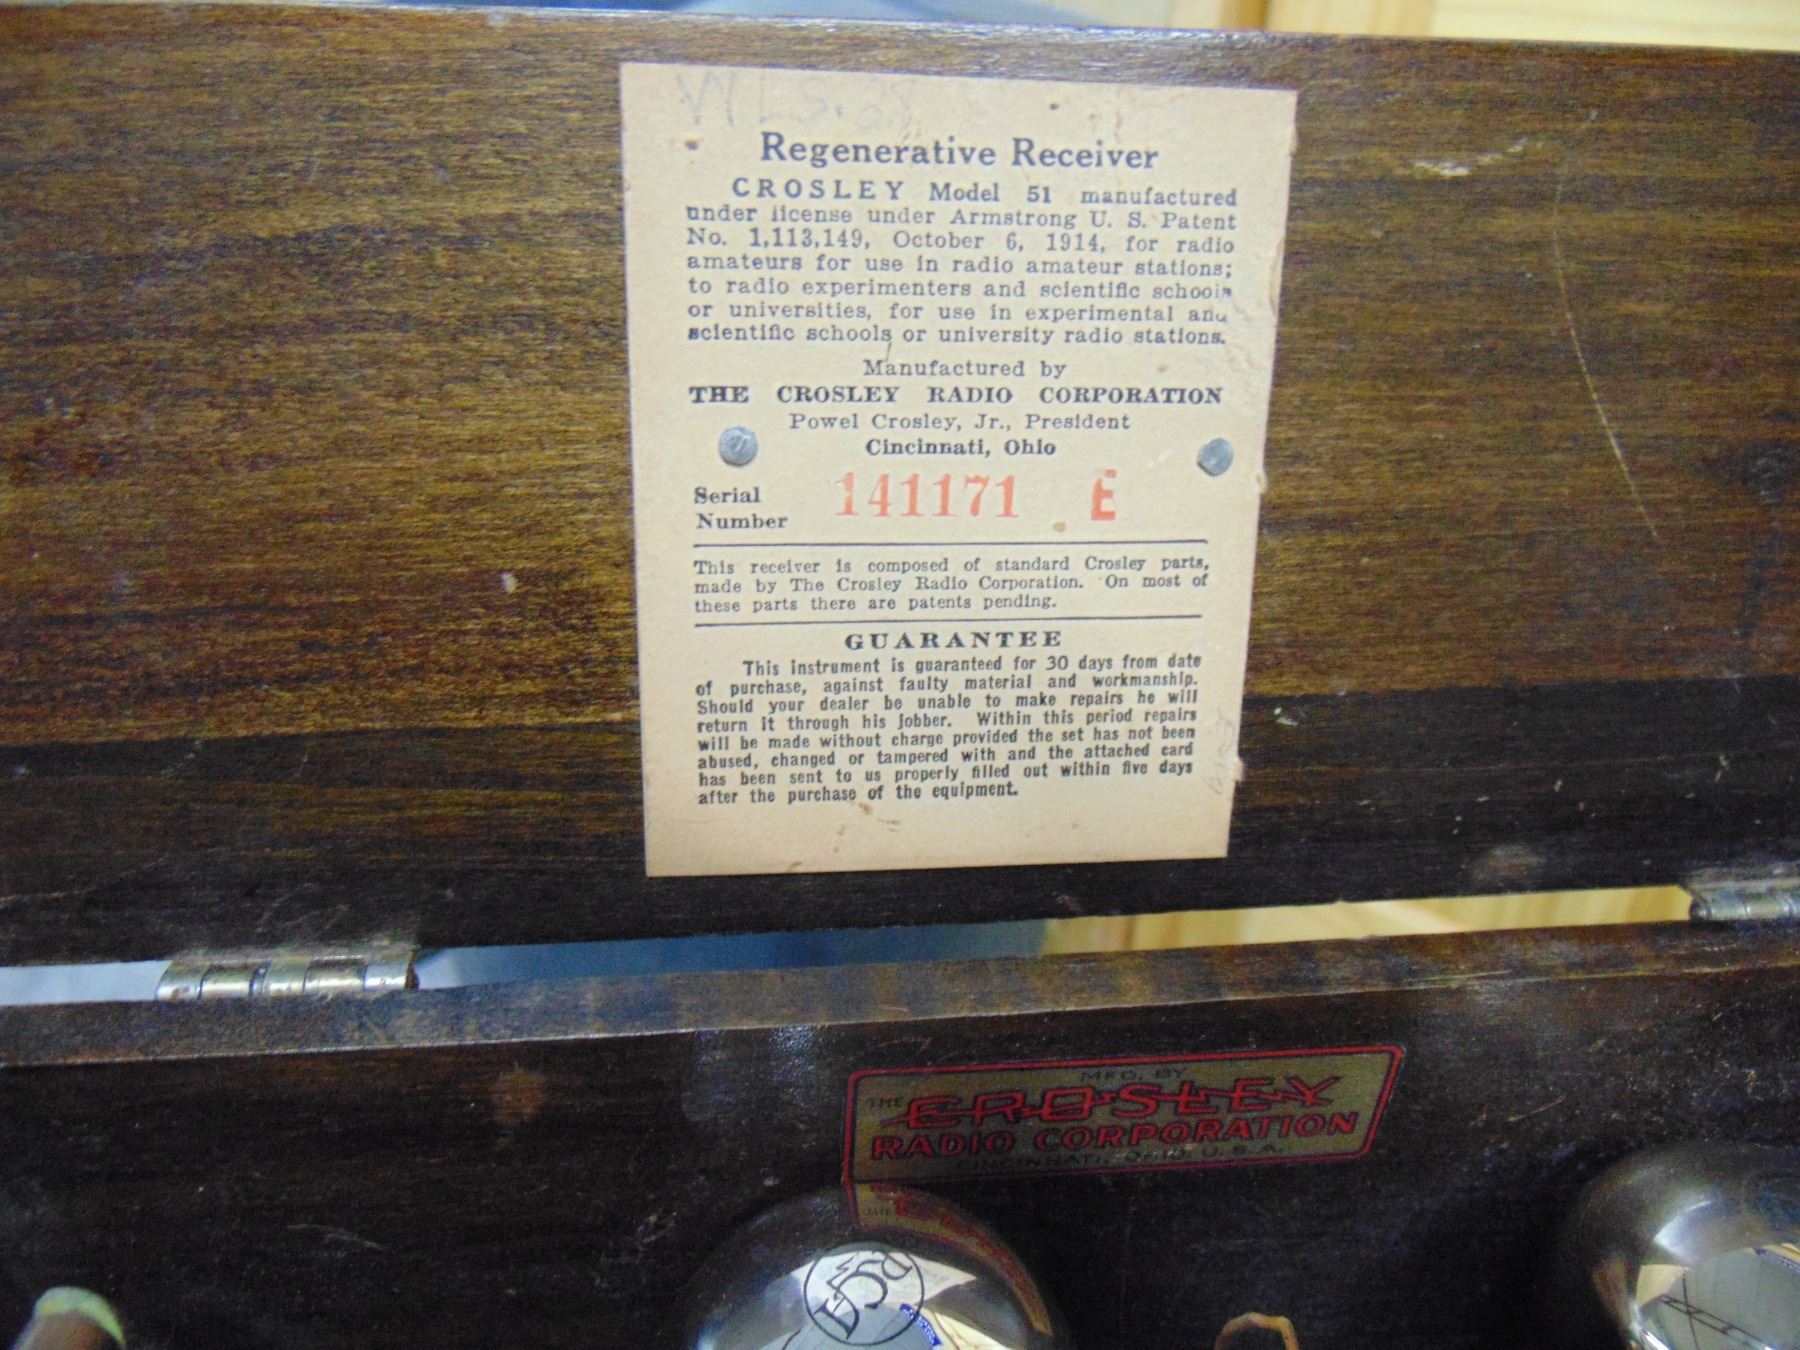 WLS.
Regenerative Receiver
CROSLEY Model 51 manufactured
under license under Armstrong U. S. Patent
No. 1,113,149, October 6, 1914, for radio
amateurs for use in radio amateur stations;
to radio experimenters and scientific schools
or universities, for use in experimental and
scientific schools or university radio stations.
Manufactured by
THE CROSLEY RADIO CORPORATION
Powel Crosley, Jr., President
Cincinnati, Ohio
Serial
Number 141171 E
This receiver is composed of standard Crosley parts,
made by The Crosley Radio Corporation. On most of
these parts there are patents pending.
GUARANTEE
This instrument is guaranteed for 30 days from date
of purchase, against faulty material and workmanship.
Should your dealer be unable to make repairs he will
return it through his jobber. Within this period repairs
will be made without charge provided the set has not been
abused, changed or tampered with and the attached card
has been sent to us properly filled out within five days
after the purchase of the equipment.
MFD. BY
THE CROSLEY
RADIO CORPORATION
CINCINNATI, OHIO, U. S. A.
RCA